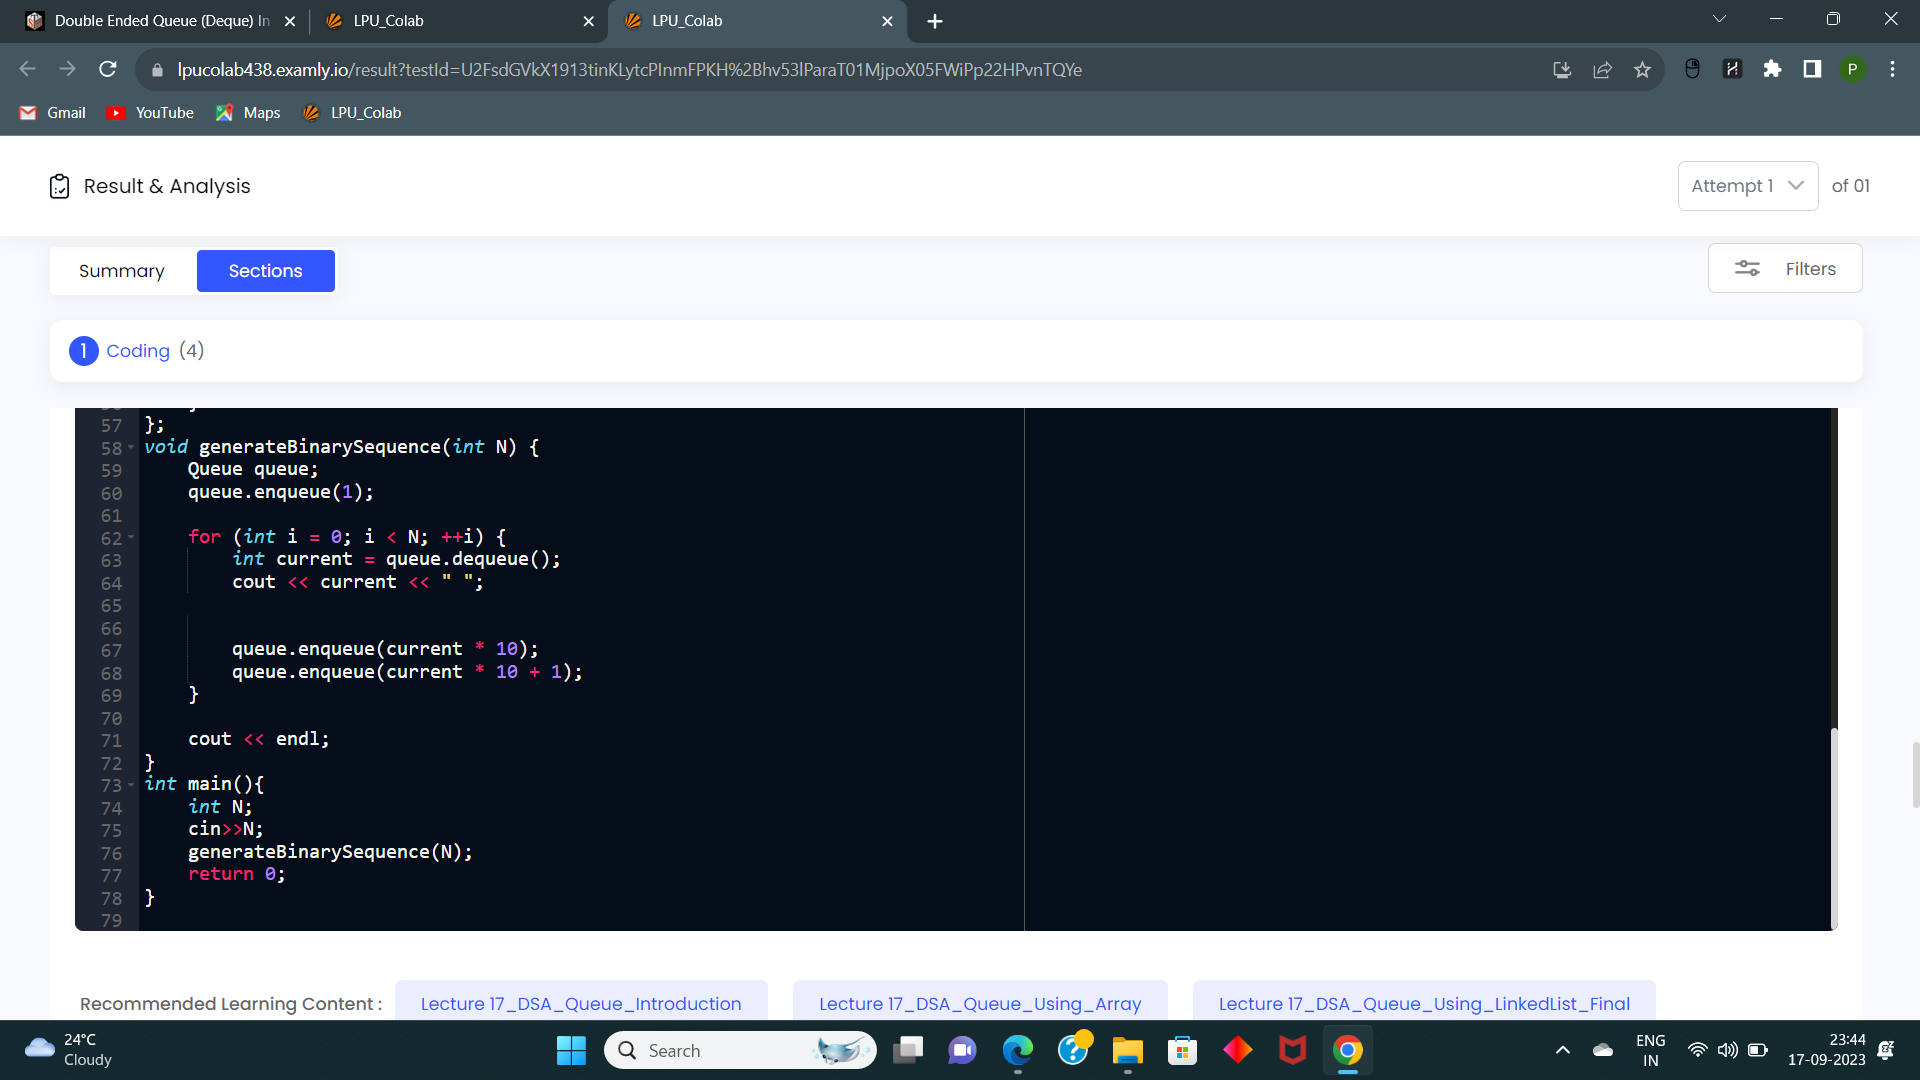 Double Ended Queue (Deque) In
LPU_Colab
LPU_Colab
lpucolab438.examly.io/result?testId=U2FsdGVkX1913tinKLytcPInmFPKH%2Bhv53lParaT01MjpoX05FWiPp22HPvnTQYe
P
Gmail
YouTube
Maps
LPU_Colab
Result & Analysis
Attempt 1
of 01
Summary
Sections
Filters
1 Coding (4)
57 };
58 void generateBinarySequence(int N) {
59 Queue queue;
60 queue.enqueue(1);
61
62 for (int i = 0; i < N; ++i) {
63 int current = queue.dequeue();
64 cout << current << " ";
65
66
67 queue.enqueue(current * 10);
68 queue.enqueue(current * 10 + 1);
69 }
70
71 cout << endl;
72 }
73 int main(){
74 int N;
75 cin>>N;
76 generateBinarySequence(N);
77 return 0;
78 }
79
Recommended Learning Content :
Lecture 17_DSA_Queue_Introduction
Lecture 17_DSA_Queue_Using_Array
Lecture 17_DSA_Queue_Using_LinkedList_Final
24°C
Cloudy
Search
ENG
IN
23:44
17-09-2023